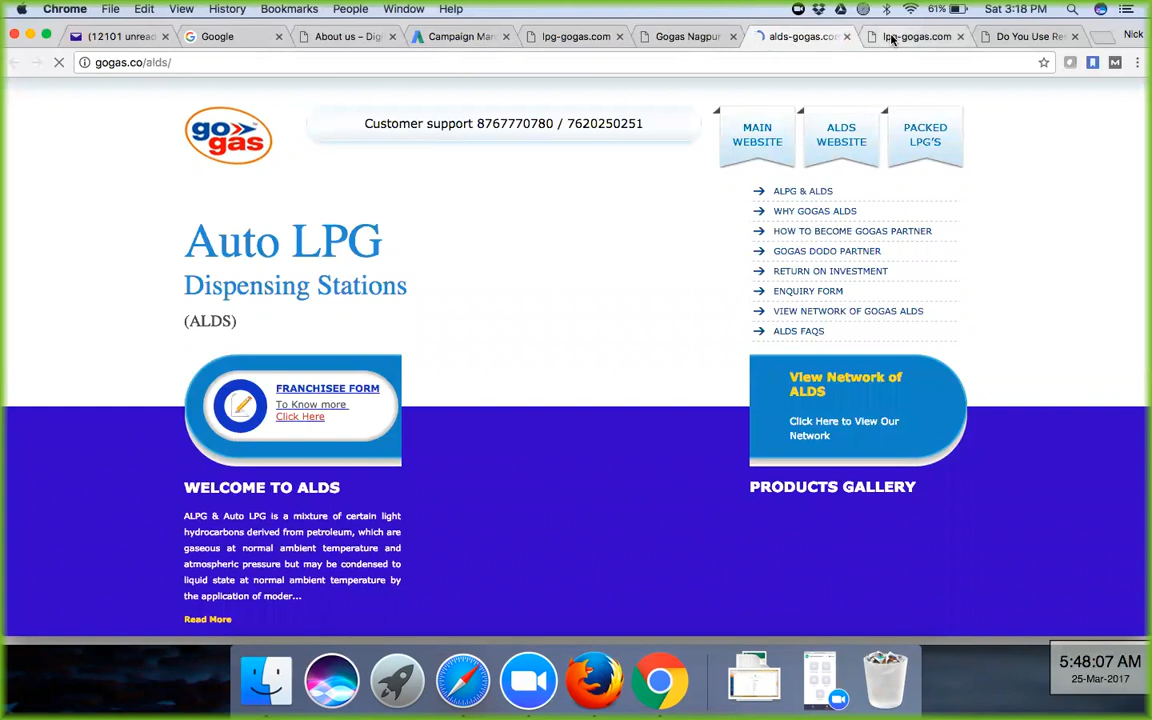 Chrome File Edit View History Bookmarks People Window Help 61% Sat 3:18 PM
(12101 unread Google About us – Digi Campaign Man lpg-gogas.com Gogas Nagpur alds-gogas.co lpg-gogas.com Do You Use Re Nick
gogas.co/alds/
go gas
Customer support 8767770780 / 7620250251
MAIN WEBSITE
ALDS WEBSITE
PACKED LPG'S
ALPG & ALDS
WHY GOGAS ALDS
HOW TO BECOME GOGAS PARTNER
GOGAS DODO PARTNER
RETURN ON INVESTMENT
ENQUIRY FORM
VIEW NETWORK OF GOGAS ALDS
ALDS FAQS
Auto LPG
Dispensing Stations
(ALDS)
FRANCHISEE FORM
To Know more
Click Here
View Network of
ALDS
Click Here to View Our
Network
WELCOME TO ALDS
ALPG & Auto LPG is a mixture of certain light
hydrocarbons derived from petroleum, which are
gaseous at normal ambient temperature and
atmospheric pressure but may be condensed to
liquid state at normal ambient temperature by
the application of moder...
Read More
PRODUCTS GALLERY
5:48:07 AM
25-Mar-2017